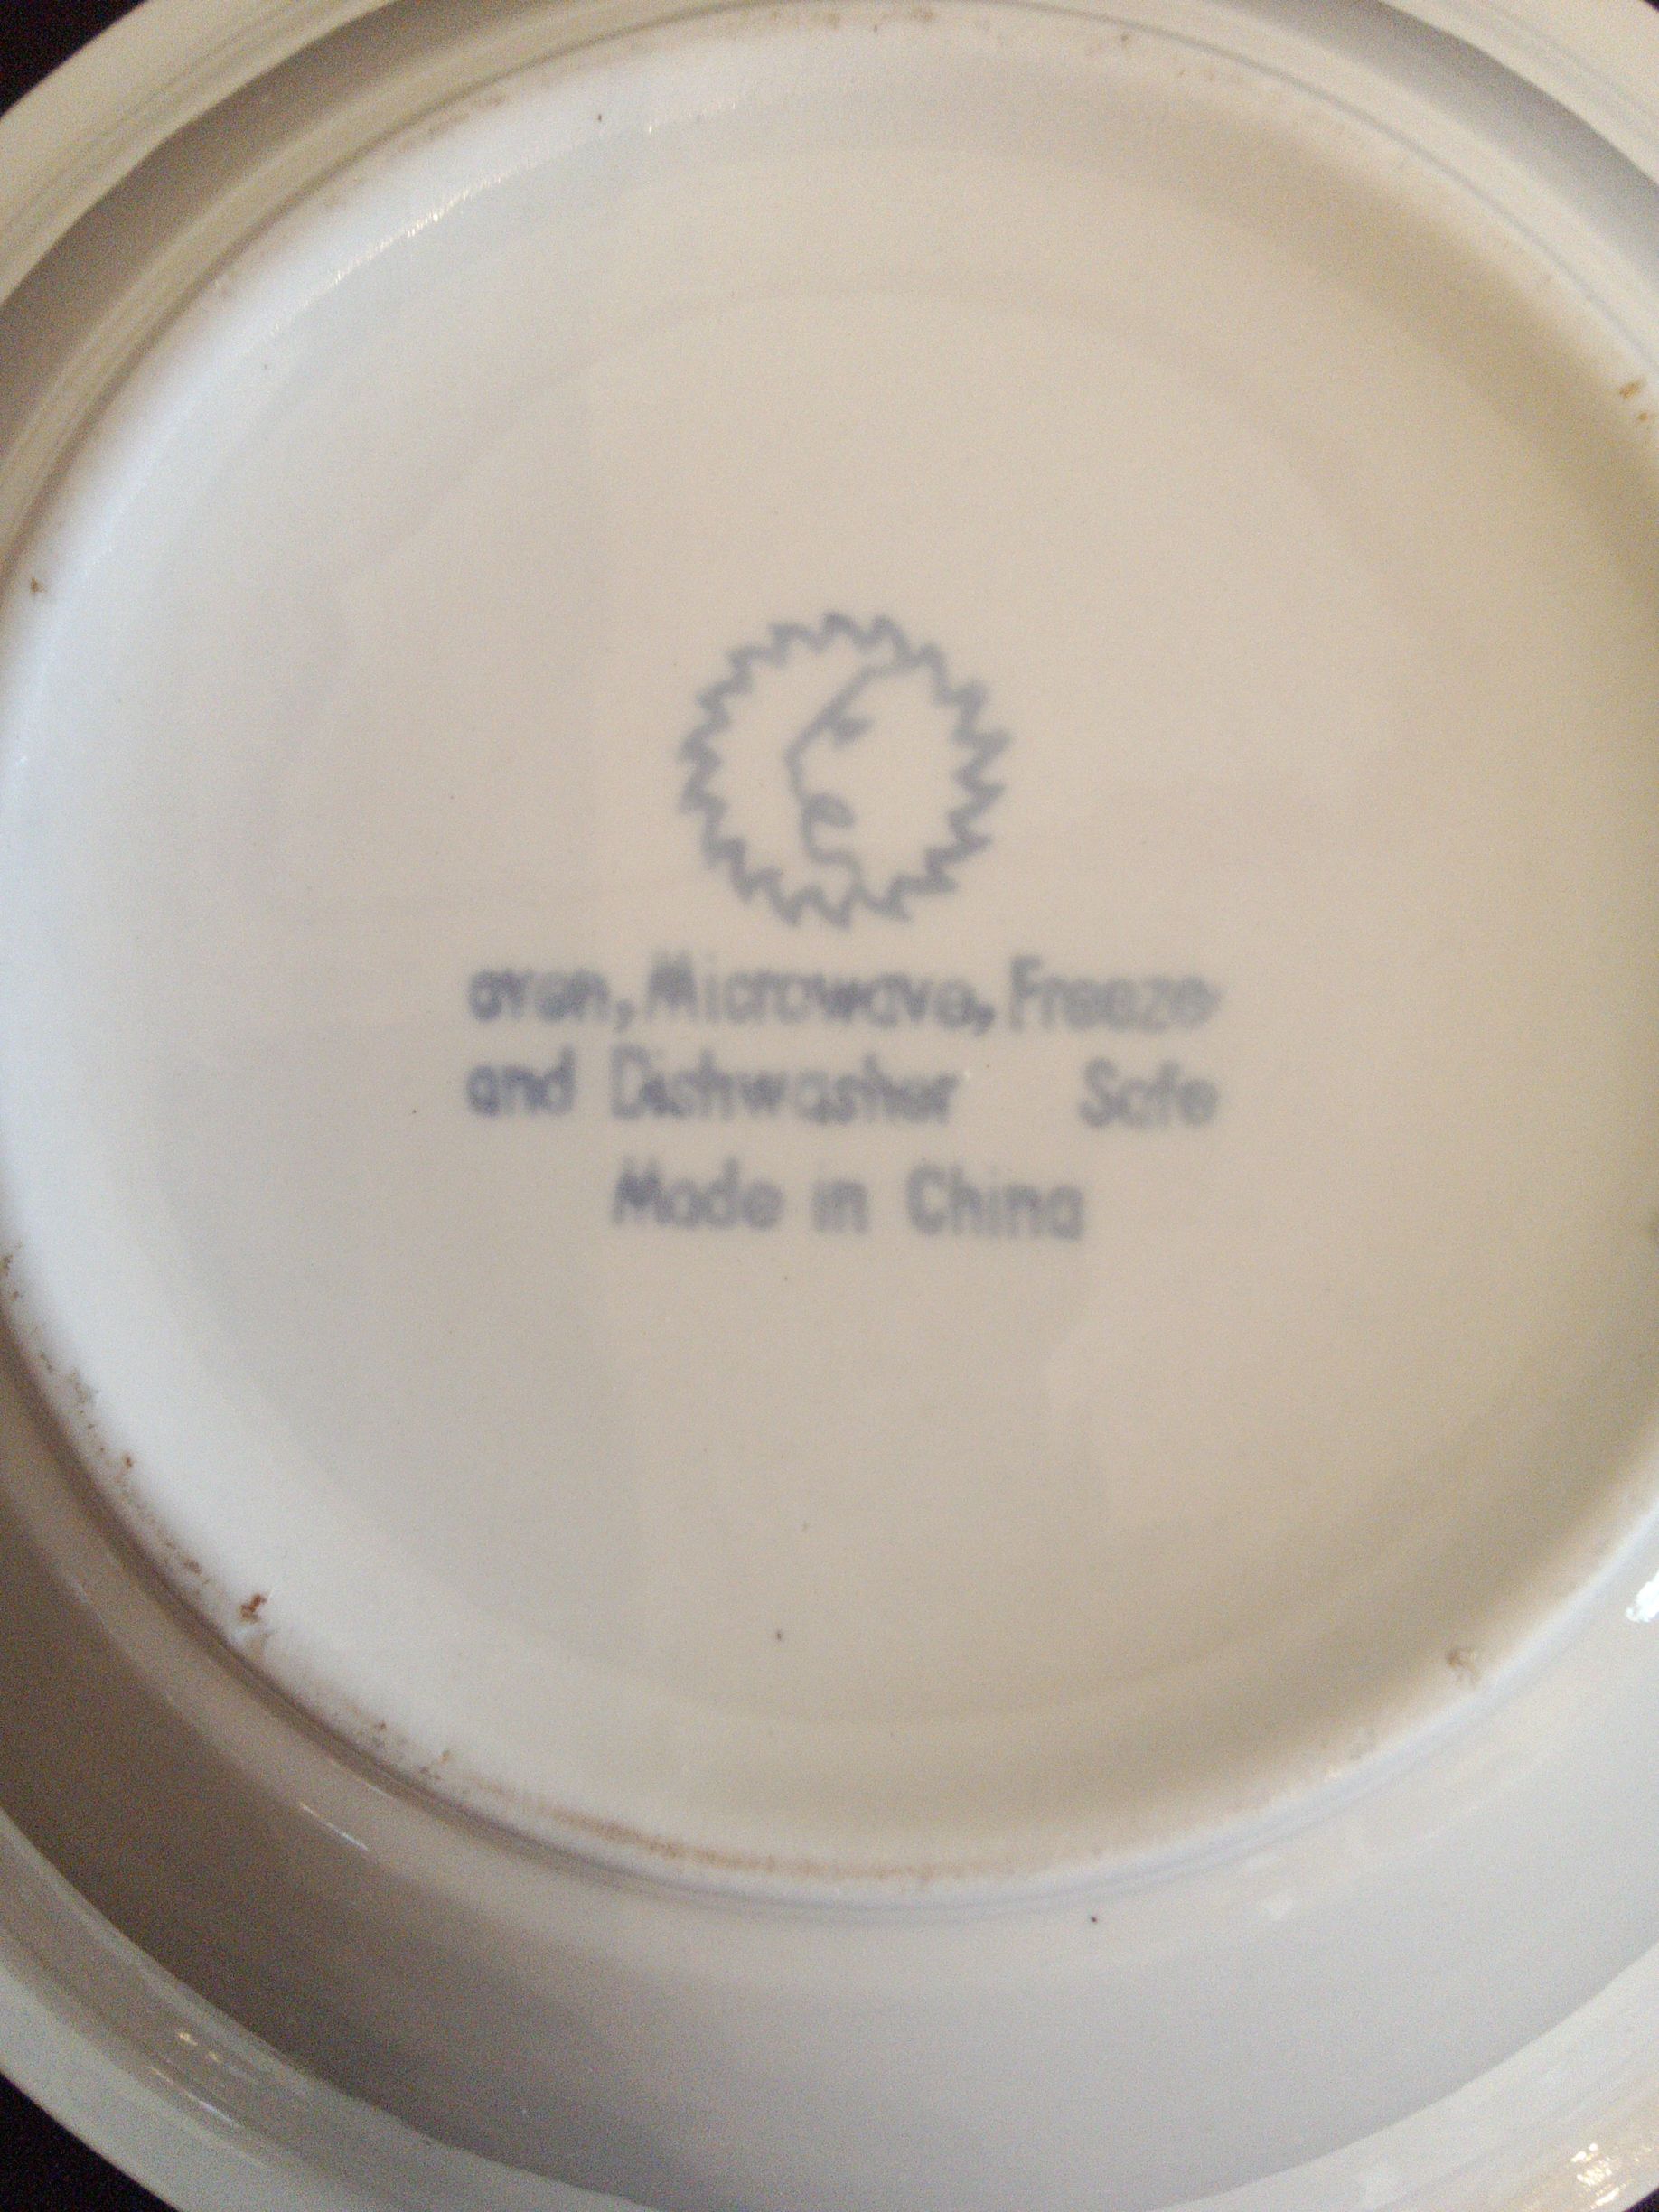 oven, Microwave, Freeze
and Dishwasher Safe
Made in China